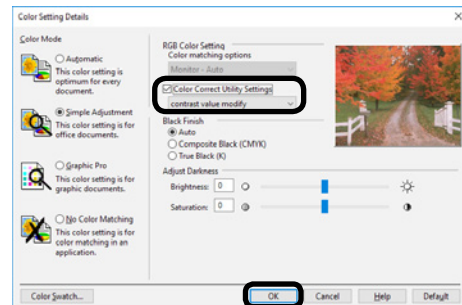 Color Setting Details
Color Mode
Automatic
This color setting is
optimum for every
document.
Simple Adjustment
This color setting is for
office documents.
Graphic Pro
This color setting is for
graphic documents.
No Color Matching
This color setting is for
color matching in an
application.
RGB Color Setting
Color matching options
Monitor - Auto
Color Correct Utility Settings
contrast value modify
Black Finish
Auto
Composite Black (CMYK)
True Black (K)
Adjust Darkness
Brightness: 0
Saturation: 0
Color Swatch...
OK
Cancel
Help
Default